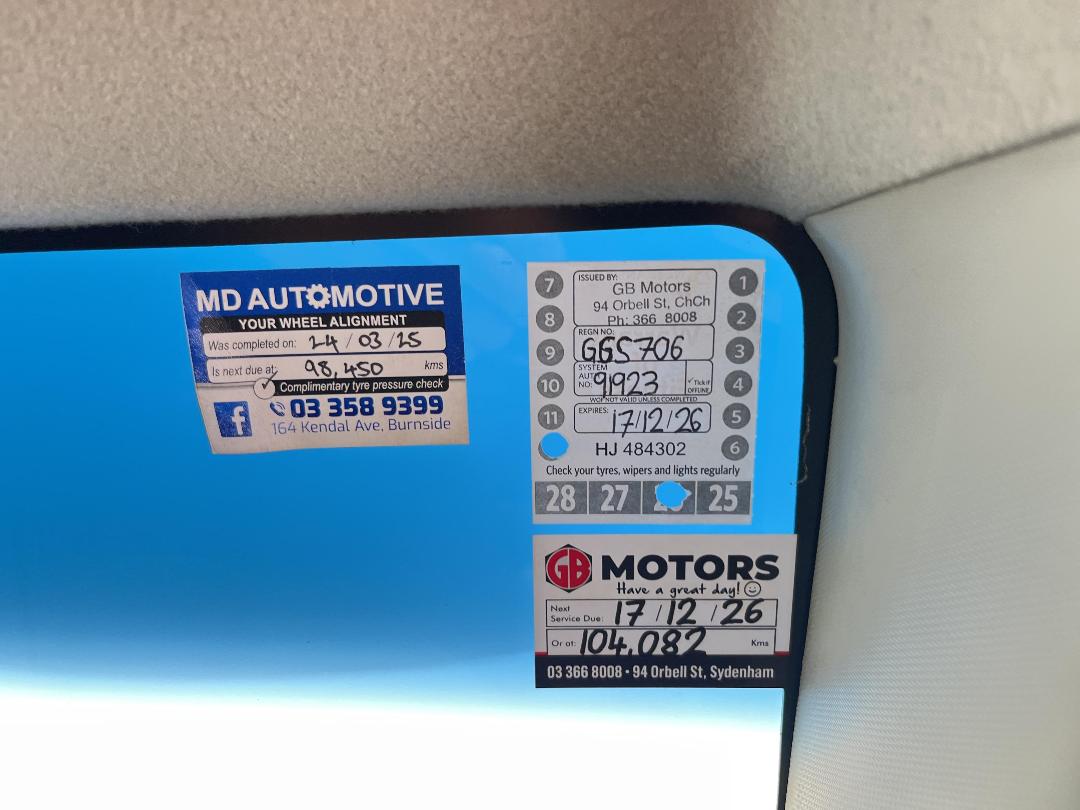 MD AUTOMOTIVE
YOUR WHEEL ALIGNMENT
Was completed on: 24/03/25
Is next due at: 98,450 kms
✓ Complimentary tyre pressure check
f 03 358 9399
164 Kendal Ave, Burnside
7
8
9
10
11
ISSUED BY:
GB Motors
94 Orbell St, ChCh
Ph: 366 8008
REGN NO:
GGS706
SYSTEM
AUTH
NO: 91923
✓ Tick if
OFFLINE
WOF NOT VALID UNLESS COMPLETED
EXPIRES: 17/12/26
HJ 484302
1
2
3
4
5
6
Check your tyres, wipers and lights regularly
28 27 25
GB MOTORS
Have a great day!
Next
Service Due: 17/12/26
Or at: 104,082 Kms
03 366 8008 • 94 Orbell St, Sydenham